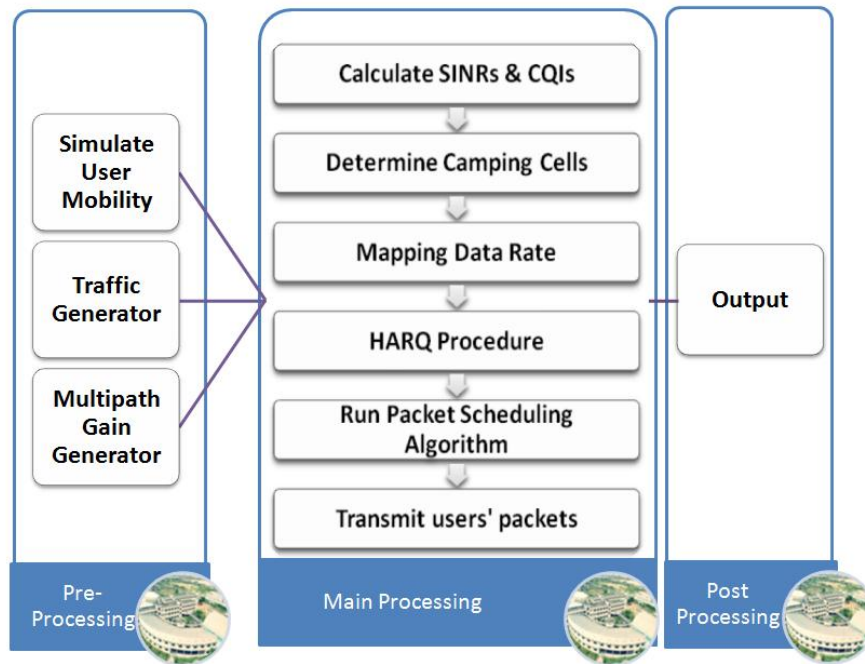 Simulate
User
Mobility
Traffic
Generator
Multipath
Gain
Generator
Pre-
Processing
Calculate SINRs & CQIs
Determine Camping Cells
Mapping Data Rate
HARQ Procedure
Run Packet Scheduling
Algorithm
Transmit users' packets
Main Processing
Output
Post
Processing